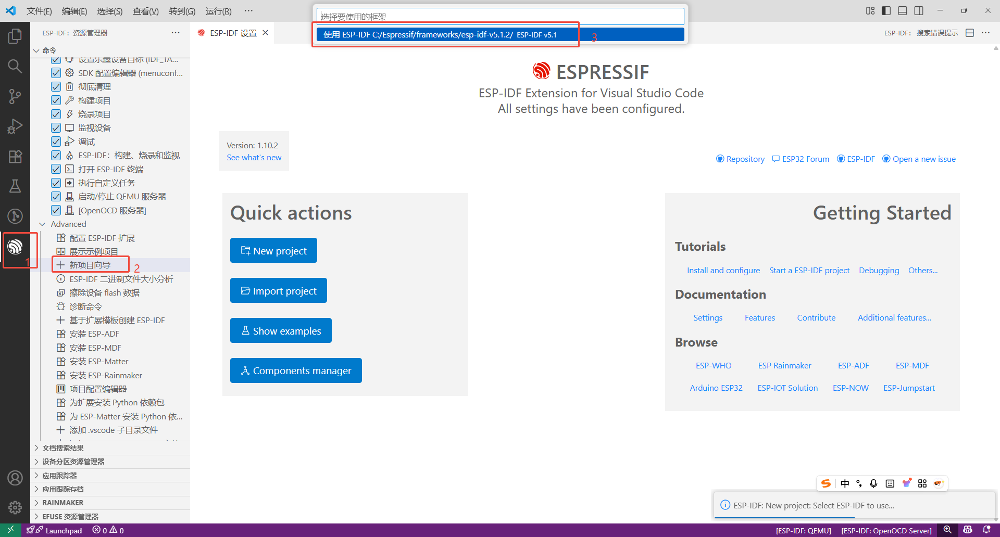 文件(F) 编辑(E) 选择(S) 查看(V) 转到(G) 运行(R) ···
选择要使用的框架
使用 ESP-IDF C:/Espressif/frameworks/esp-idf-v5.1.2/ ESP-IDF v5.1
3
ESP-IDF：资源管理器
ESP-IDF 设置
ESP-IDF： 搜索错误提示
命令
设置乐鑫设备目标 (IDF_TA...
SDK 配置编辑器 (menuconf...
彻底清理
构建项目
烧录项目
监视设备
调试
ESP-IDF：构建、烧录和监视
打开 ESP-IDF 终端
执行自定义任务
启动/停止 QEMU 服务器
[OpenOCD 服务器]
Advanced
配置 ESP-IDF 扩展
展示示例项目
1
新项目向导
2
ESP-IDF 二进制文件大小分析
擦除设备 flash 数据
诊断命令
基于扩展模板创建 ESP-IDF
安装 ESP-ADF
安装 ESP-MDF
安装 ESP-Matter
安装 ESP-Rainmaker
项目配置编辑器
为扩展安装 Python 依赖包
为 ESP-Matter 安装 Python 依...
添加 .vscode 子目录文件
文档搜索结果
设备分区资源管理器
应用跟踪器
应用跟踪存档
RAINMAKER
EFUSE 资源管理器
ESPRESSIF
ESP-IDF Extension for Visual Studio Code
All settings have been configured.
Version: 1.10.2
See what's new
Repository ESP32 Forum ESP-IDF Open a new issue
Quick actions
New project
Import project
Show examples
Components manager
Getting Started
Tutorials
Install and configure Start a ESP-IDF project Debugging Others...
Documentation
Settings Features Contribute Additional features...
Browse
ESP-WHO ESP Rainmaker ESP-ADF ESP-MDF
Arduino ESP32 ESP-IOT Solution ESP-NOW ESP-Jumpstart
中
ESP-IDF: New project: Select ESP-IDF to use...
Launchpad 0 0
[ESP-IDF: QEMU] [ESP-IDF: OpenOCD Server]